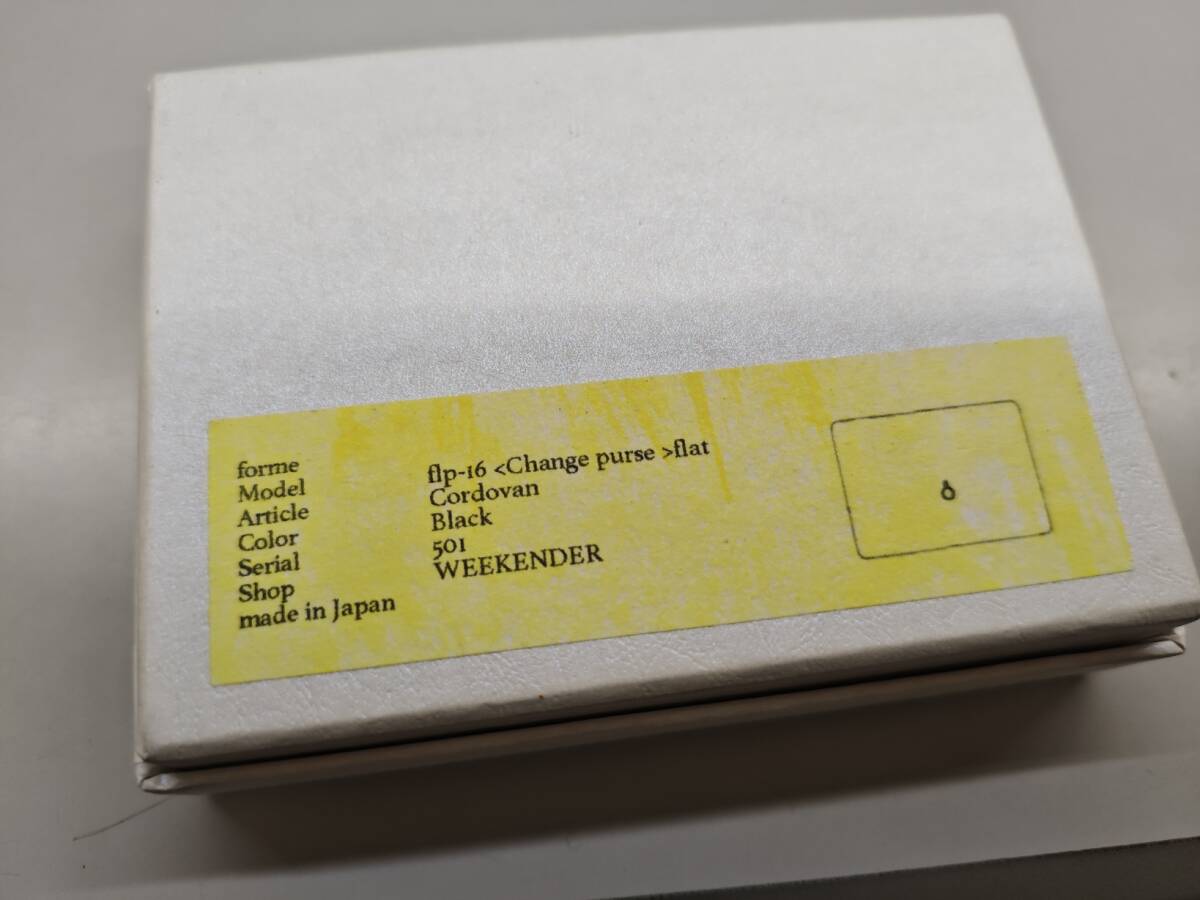 forme
Model flp-16 <Change purse >flat
Article Cordovan
Color Black
Serial 501
Shop WEEKENDER
made in Japan